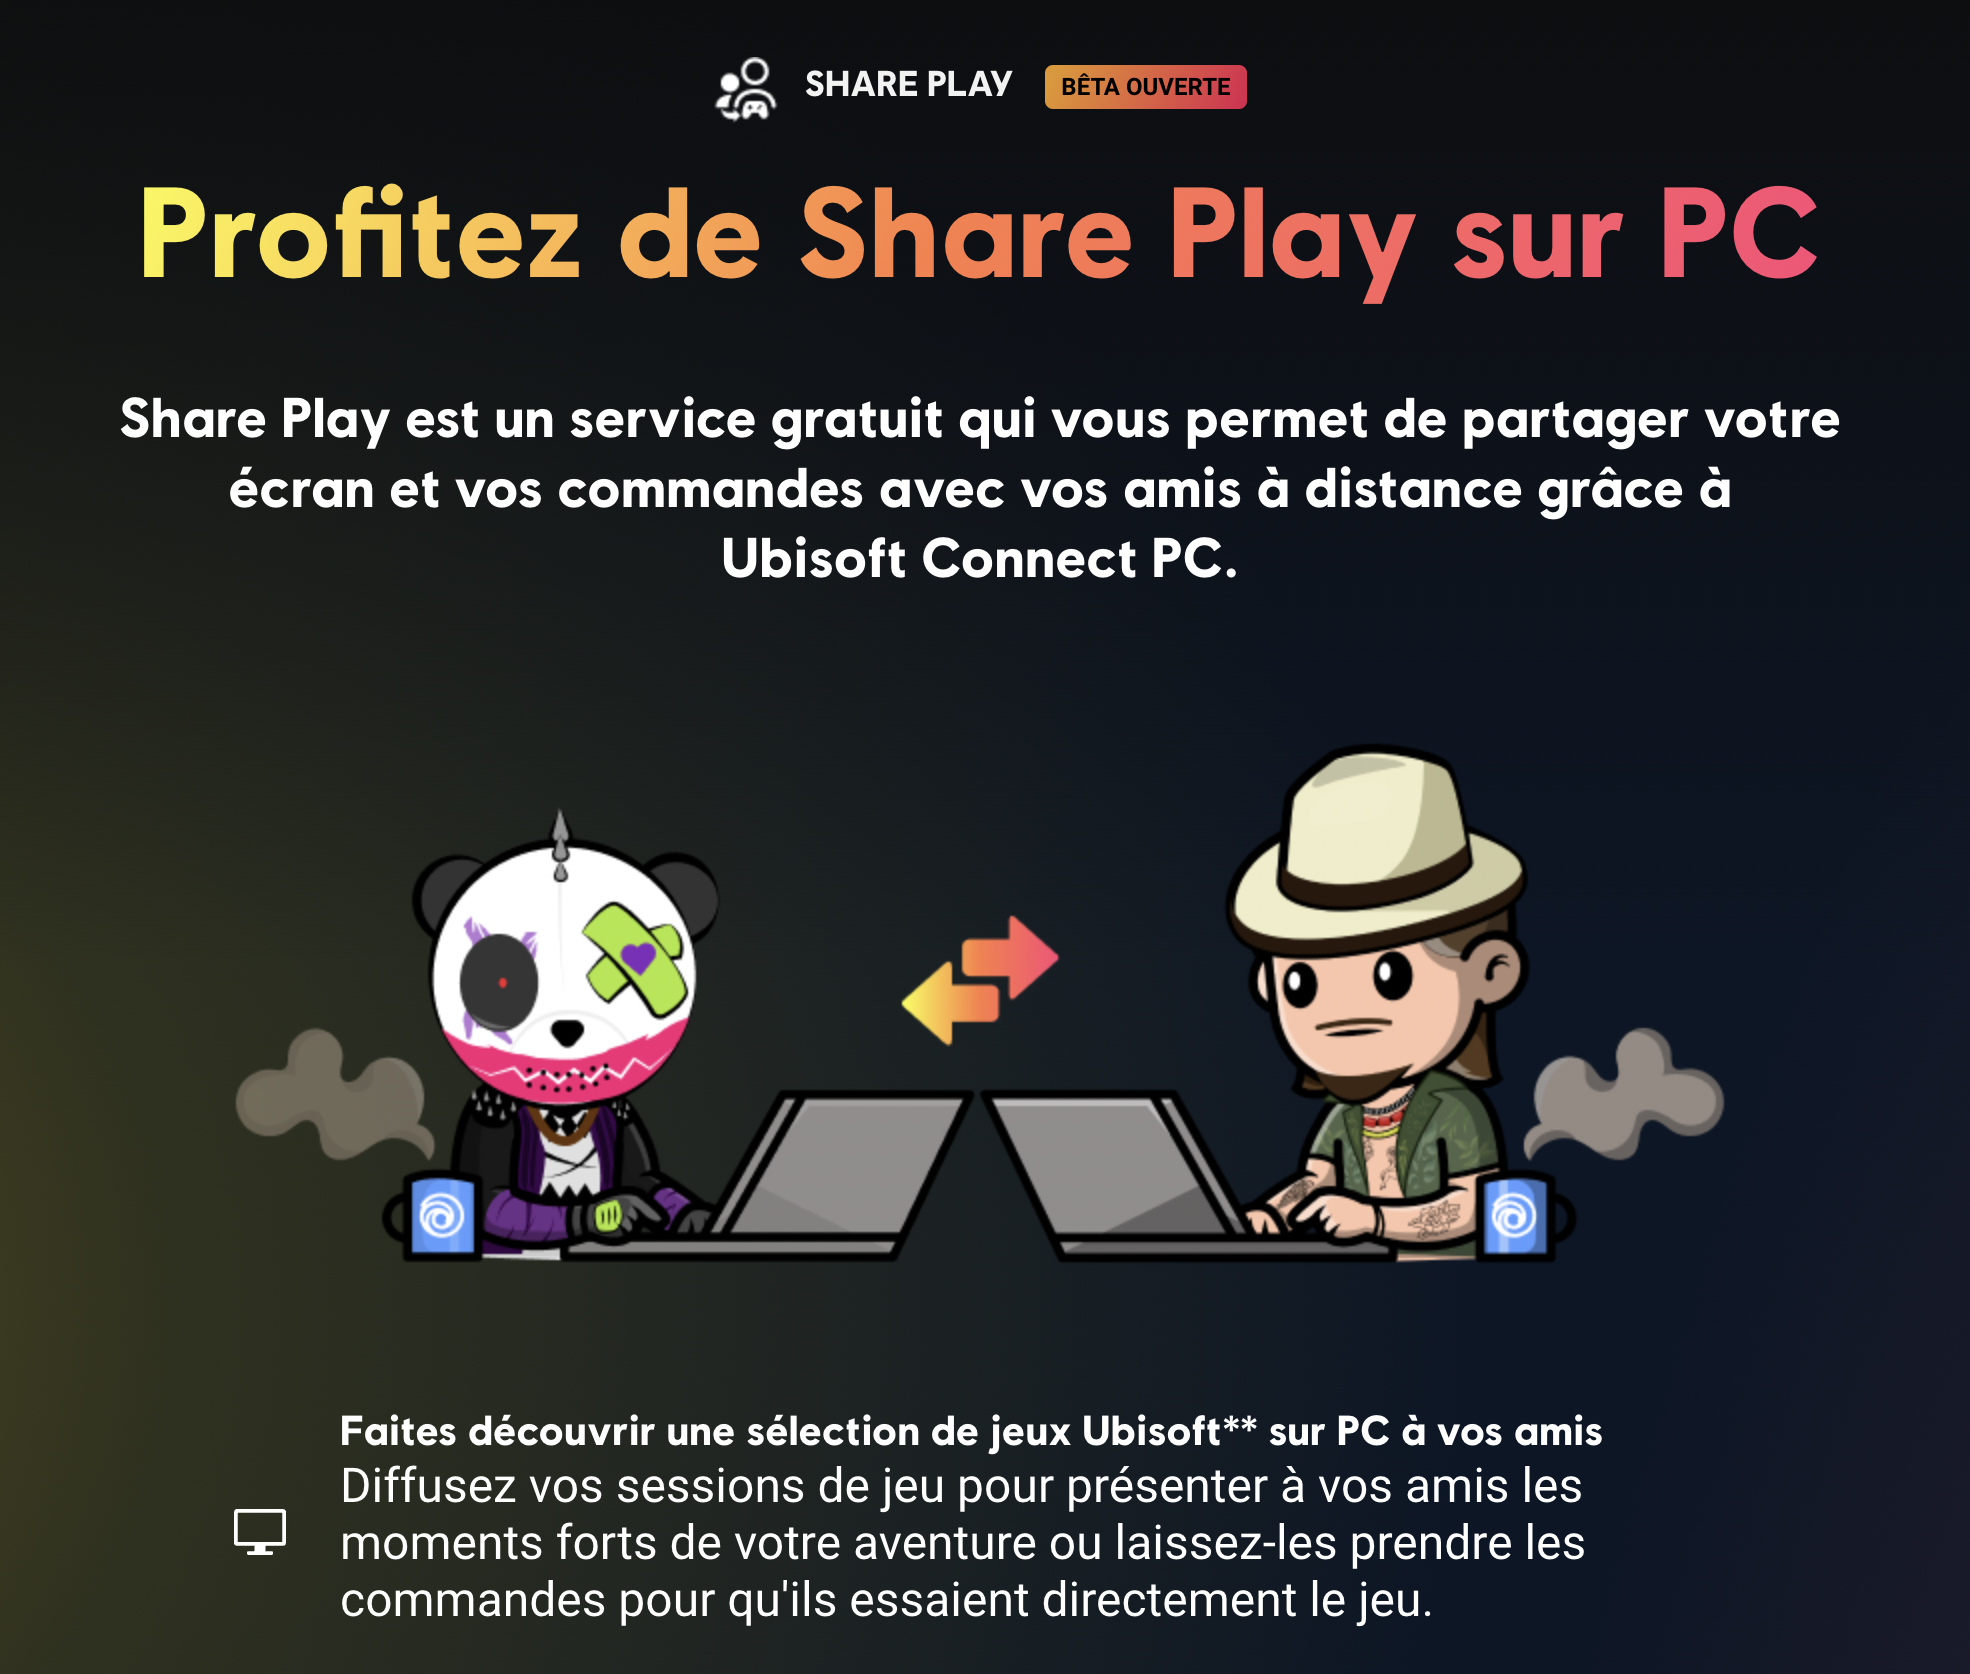 SHARE PLAY BÊTA OUVERTE
Profitez de Share Play sur PC
Share Play est un service gratuit qui vous permet de partager votre
écran et vos commandes avec vos amis à distance grâce à
Ubisoft Connect PC.
Faites découvrir une sélection de jeux Ubisoft** sur PC à vos amis
Diffusez vos sessions de jeu pour présenter à vos amis les
moments forts de votre aventure ou laissez-les prendre les
commandes pour qu'ils essaient directement le jeu.